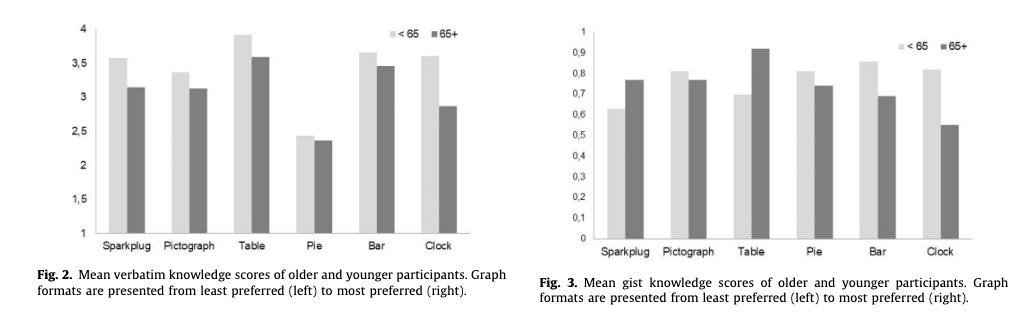 4
3,5
3
2,5
2
1,5
1
< 65 65+
Sparkplug Pictograph Table Pie Bar Clock
Fig. 2. Mean verbatim knowledge scores of older and younger participants. Graph
formats are presented from least preferred (left) to most preferred (right).
1
0,9
0,8
0,7
0,6
0,5
0,4
0,3
0,2
0,1
0
< 65 65+
Sparkplug Pictograph Table Pie Bar Clock
Fig. 3. Mean gist knowledge scores of older and younger participants. Graph
formats are presented from least preferred (left) to most preferred (right).